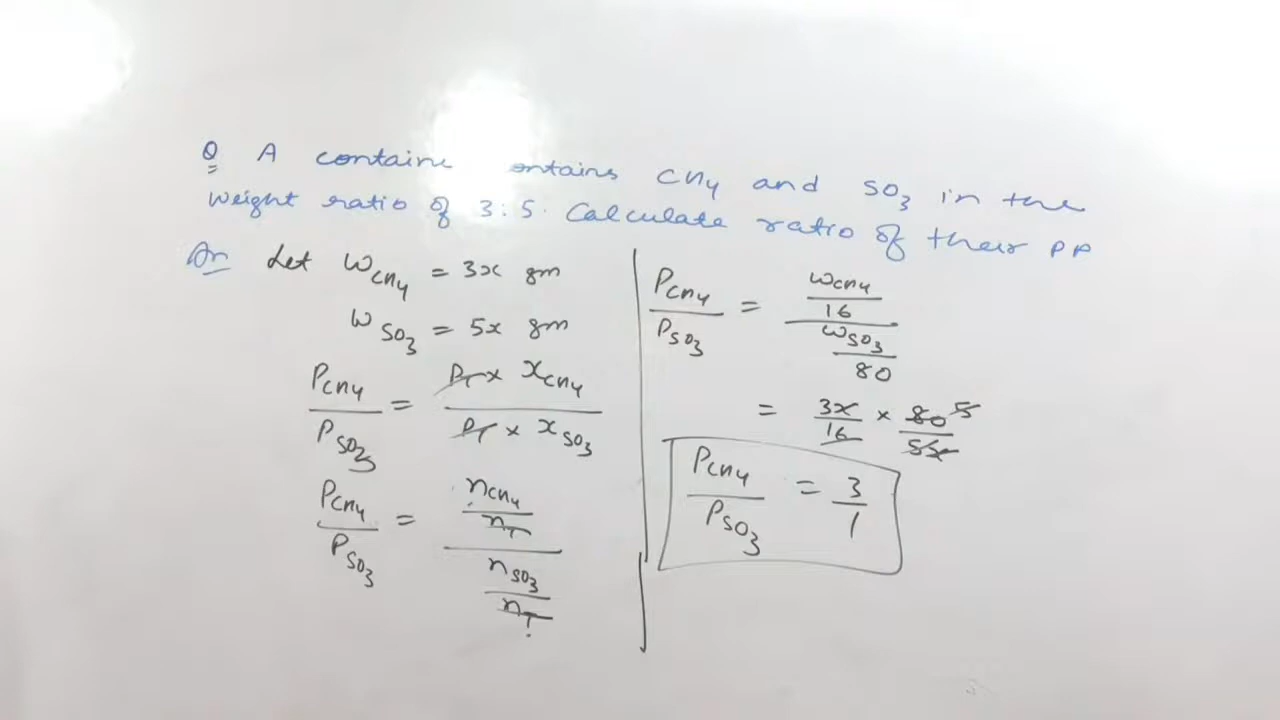 Q A containe ontains CH4 and SO3 in the
weight ratio of 3:5. Calculate ratio of their PP
An Let WCH4 = 3x gm
WSO3 = 5x gm
PCH4 / PSO3 = PT × xCH4 / PT × xSO3
PCH4 / PSO3 = nCH4 / nT / nSO3 / nT
PCH4 / PSO3 = WCH4 / 16 / WSO3 / 80
= 3x / 16 × 80 5 / 5x
PCH4 / PSO3 = 3 / 1